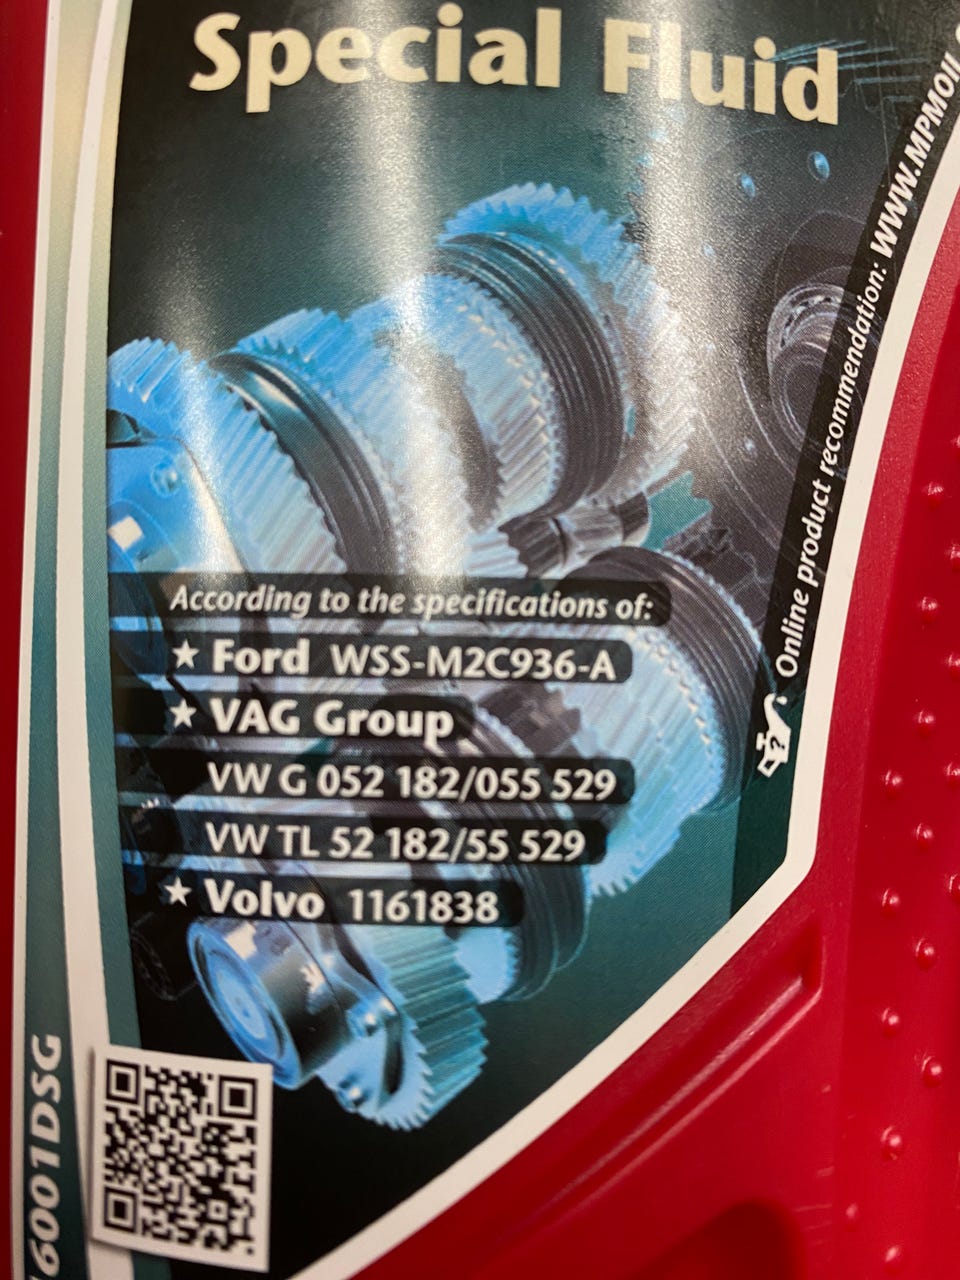 Special Fluid
Online product recommendation: WWW.MPMOIL
According to the specifications of:
★ Ford WSS-M2C936-A
★ VAG Group
VW G 052 182/055 529
VW TL 52 182/55 529
★ Volvo 1161838
6001DSG